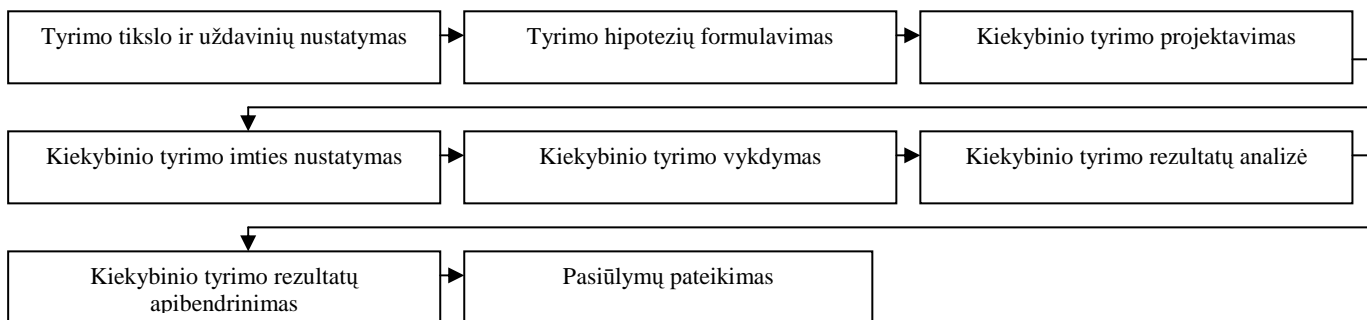 Tyrimo tikslo ir uždavinių nustatymas
Tyrimo hipotezių formulavimas
Kiekybinio tyrimo projektavimas
Kiekybinio tyrimo imties nustatymas
Kiekybinio tyrimo vykdymas
Kiekybinio tyrimo rezultatų analizė
Kiekybinio tyrimo rezultatų
apibendrinimas
Pasiūlymų pateikimas